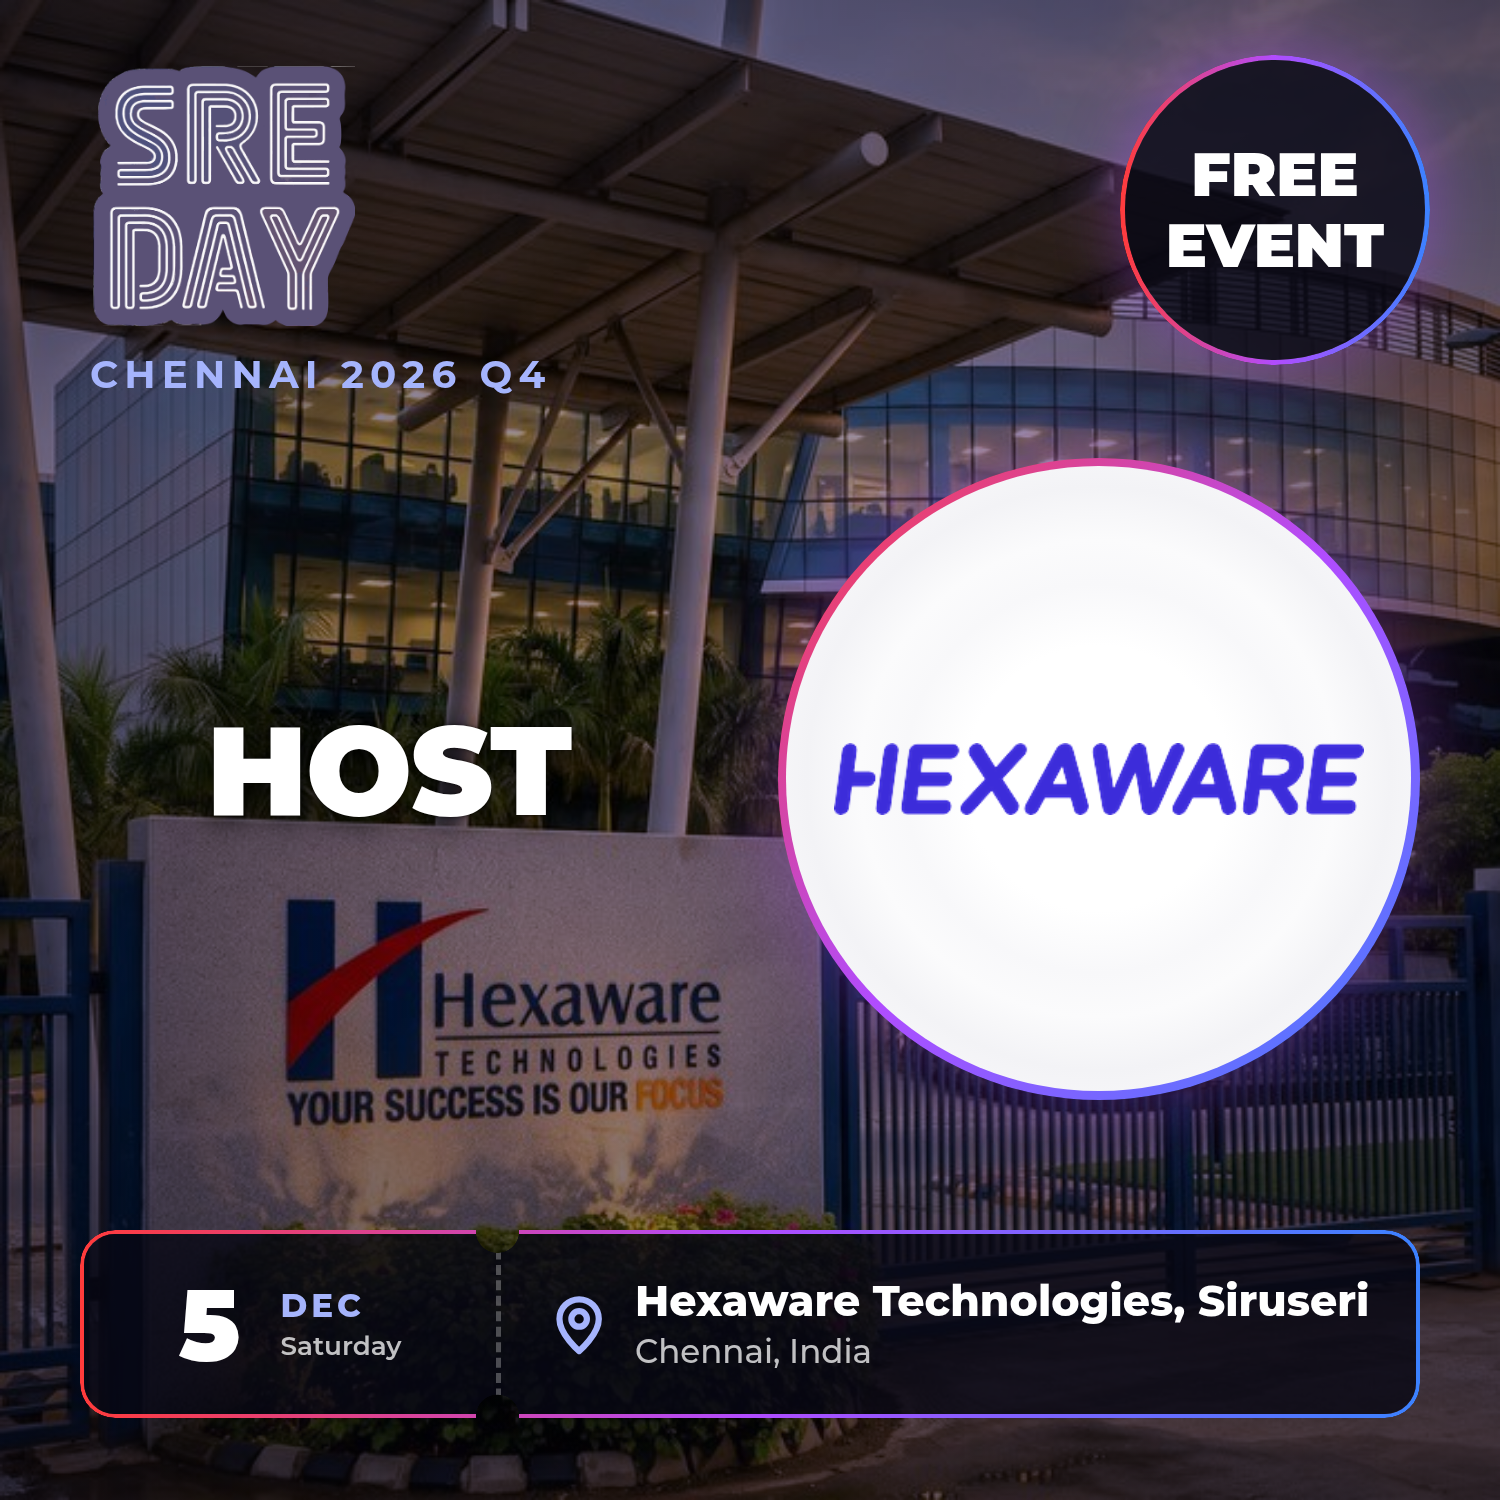 SRE
DAY
CHENNAI 2026 Q4
FREE
EVENT
HOST
HEXAWARE
Hexaware
TECHNOLOGIES
YOUR SUCCESS IS OUR FOCUS
5
DEC
Saturday
Hexaware Technologies, Siruseri
Chennai, India